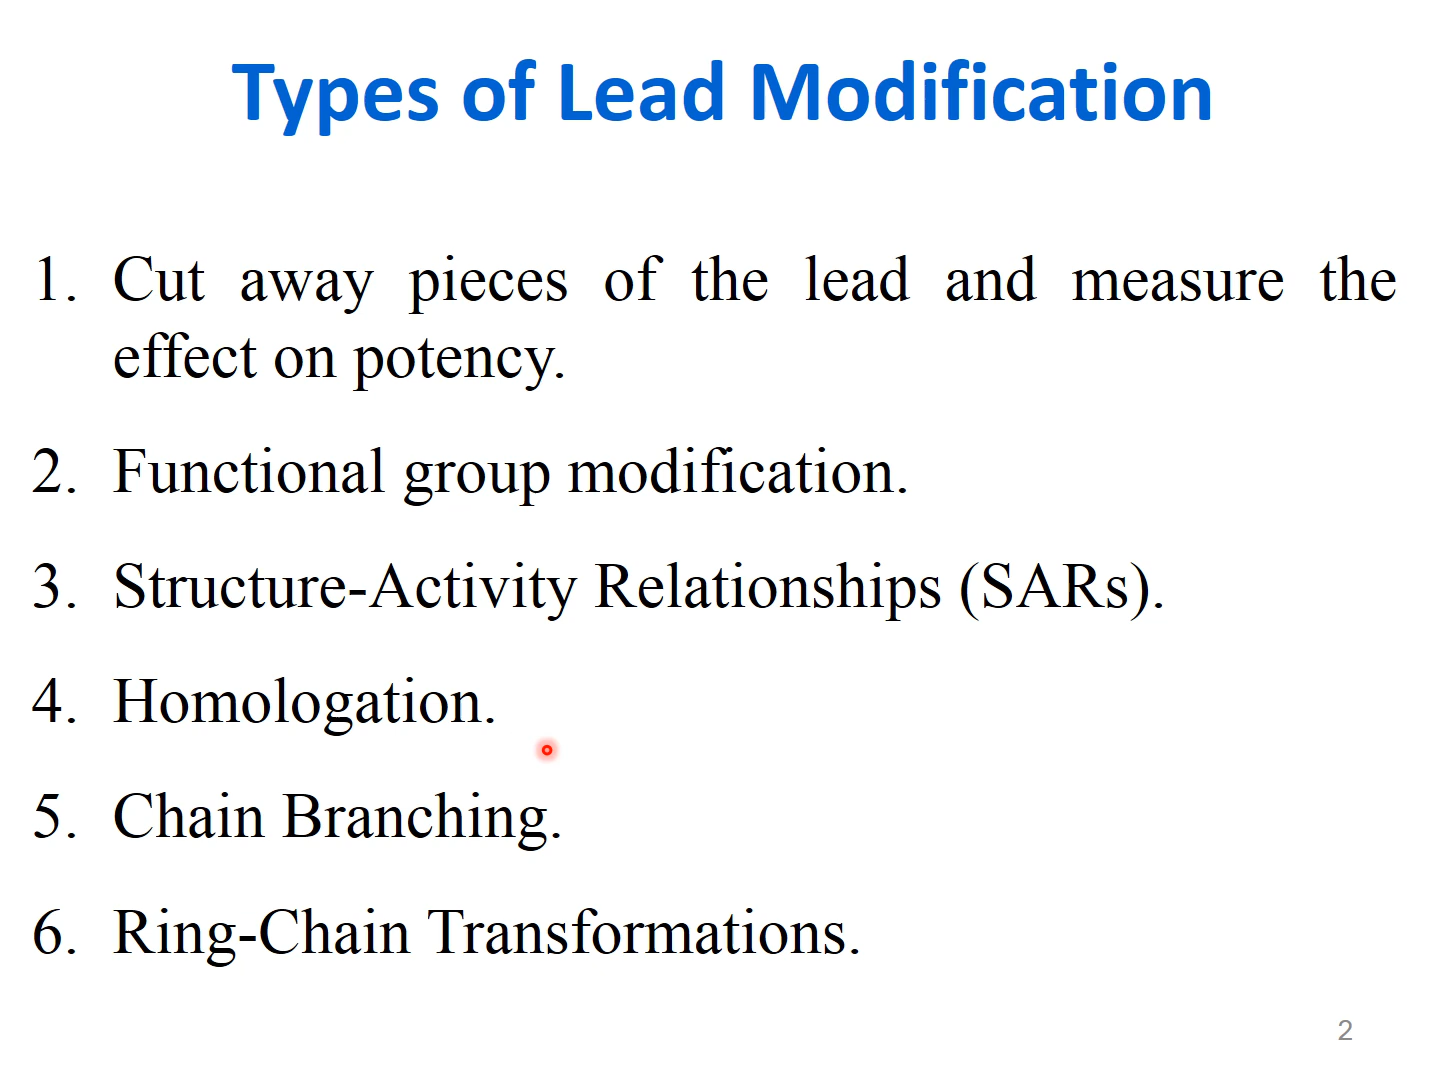 Types of Lead Modification
1. Cut away pieces of the lead and measure the
effect on potency.
2. Functional group modification.
3. Structure-Activity Relationships (SARs).
4. Homologation.
5. Chain Branching.
6. Ring-Chain Transformations.
2